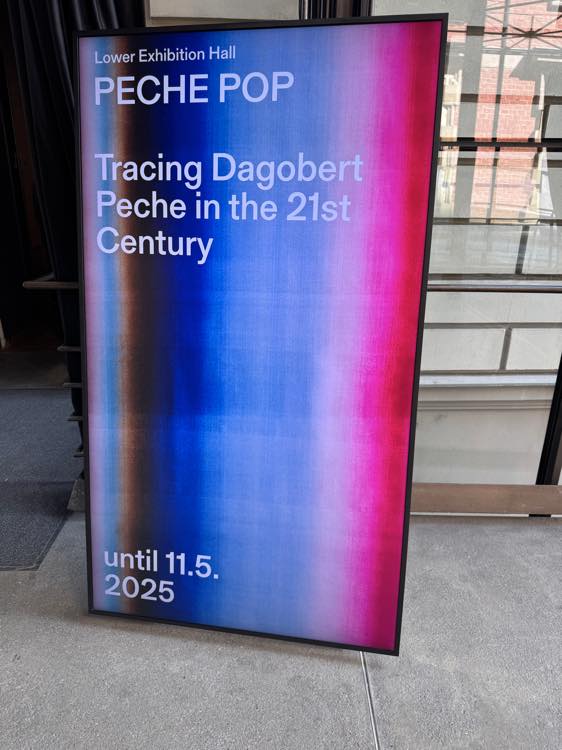 Lower Exhibition Hall
PECHE POP
Tracing Dagobert
Peche in the 21st
Century
until 11.5.
2025